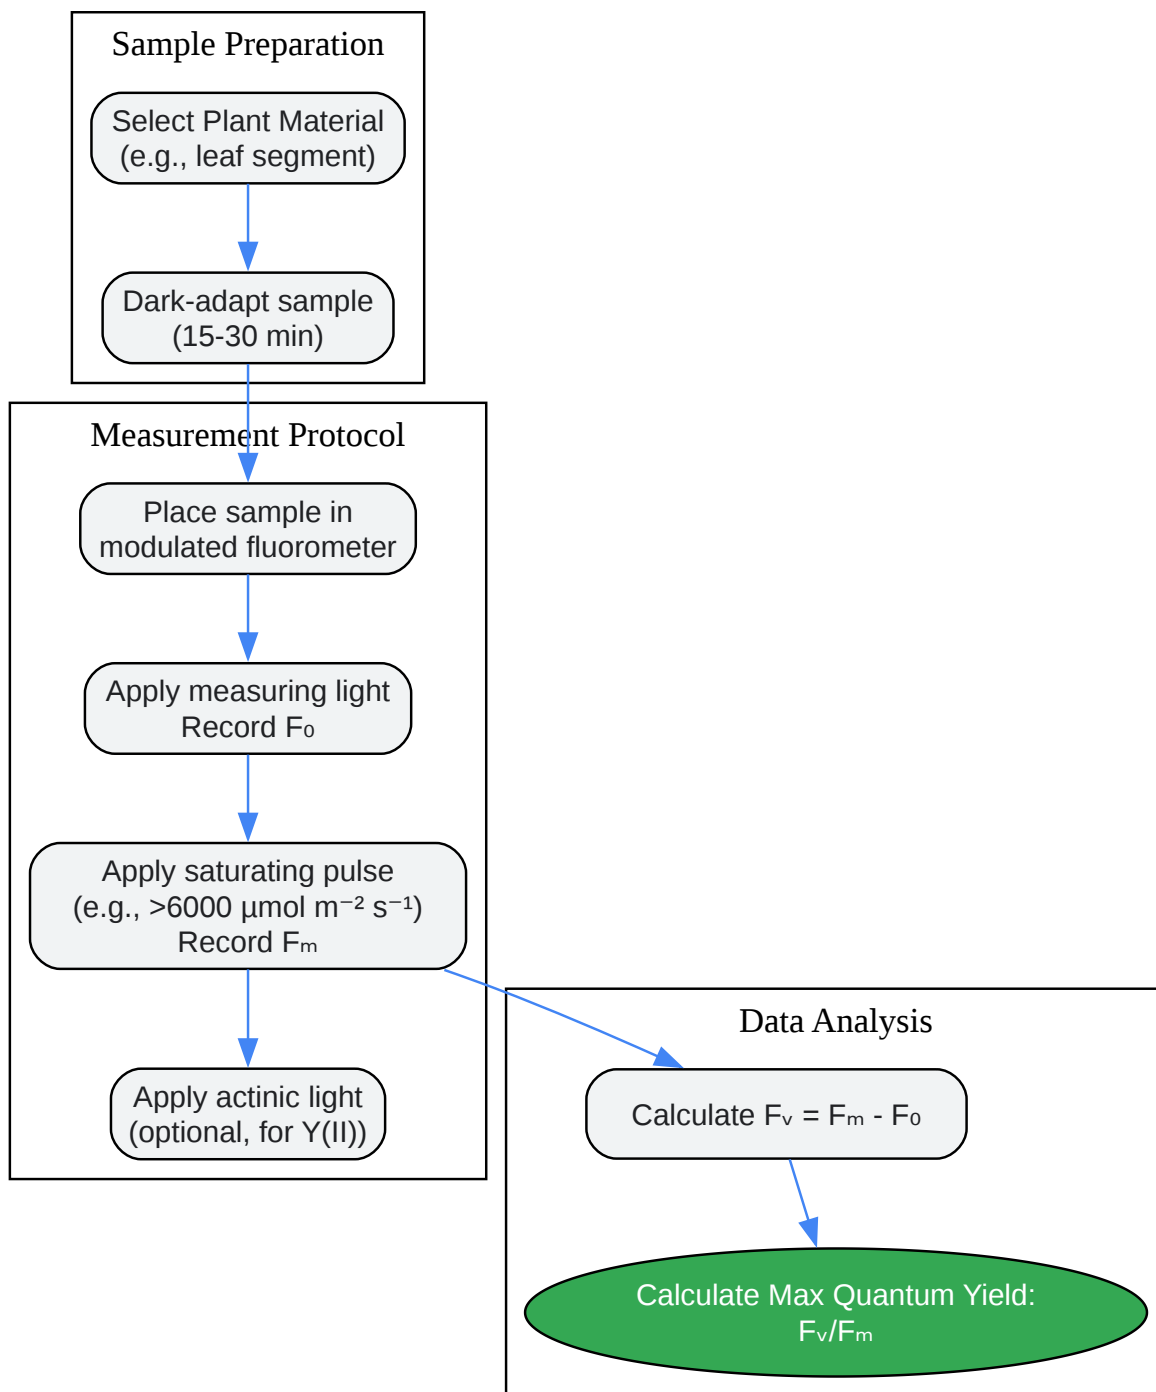 Sample Preparation
Select Plant Material
(e.g., leaf segment)
Dark-adapt sample
(15-30 min)
Measurement Protocol
Place sample in
modulated fluorometer
Apply measuring light
Record F₀
Apply saturating pulse
(e.g., >6000 µmol m⁻² s⁻¹)
Record Fₘ
Apply actinic light
(optional, for Y(II))
Data Analysis
Calculate Fᵥ = Fₘ - F₀
Calculate Max Quantum Yield:
Fᵥ/Fₘ